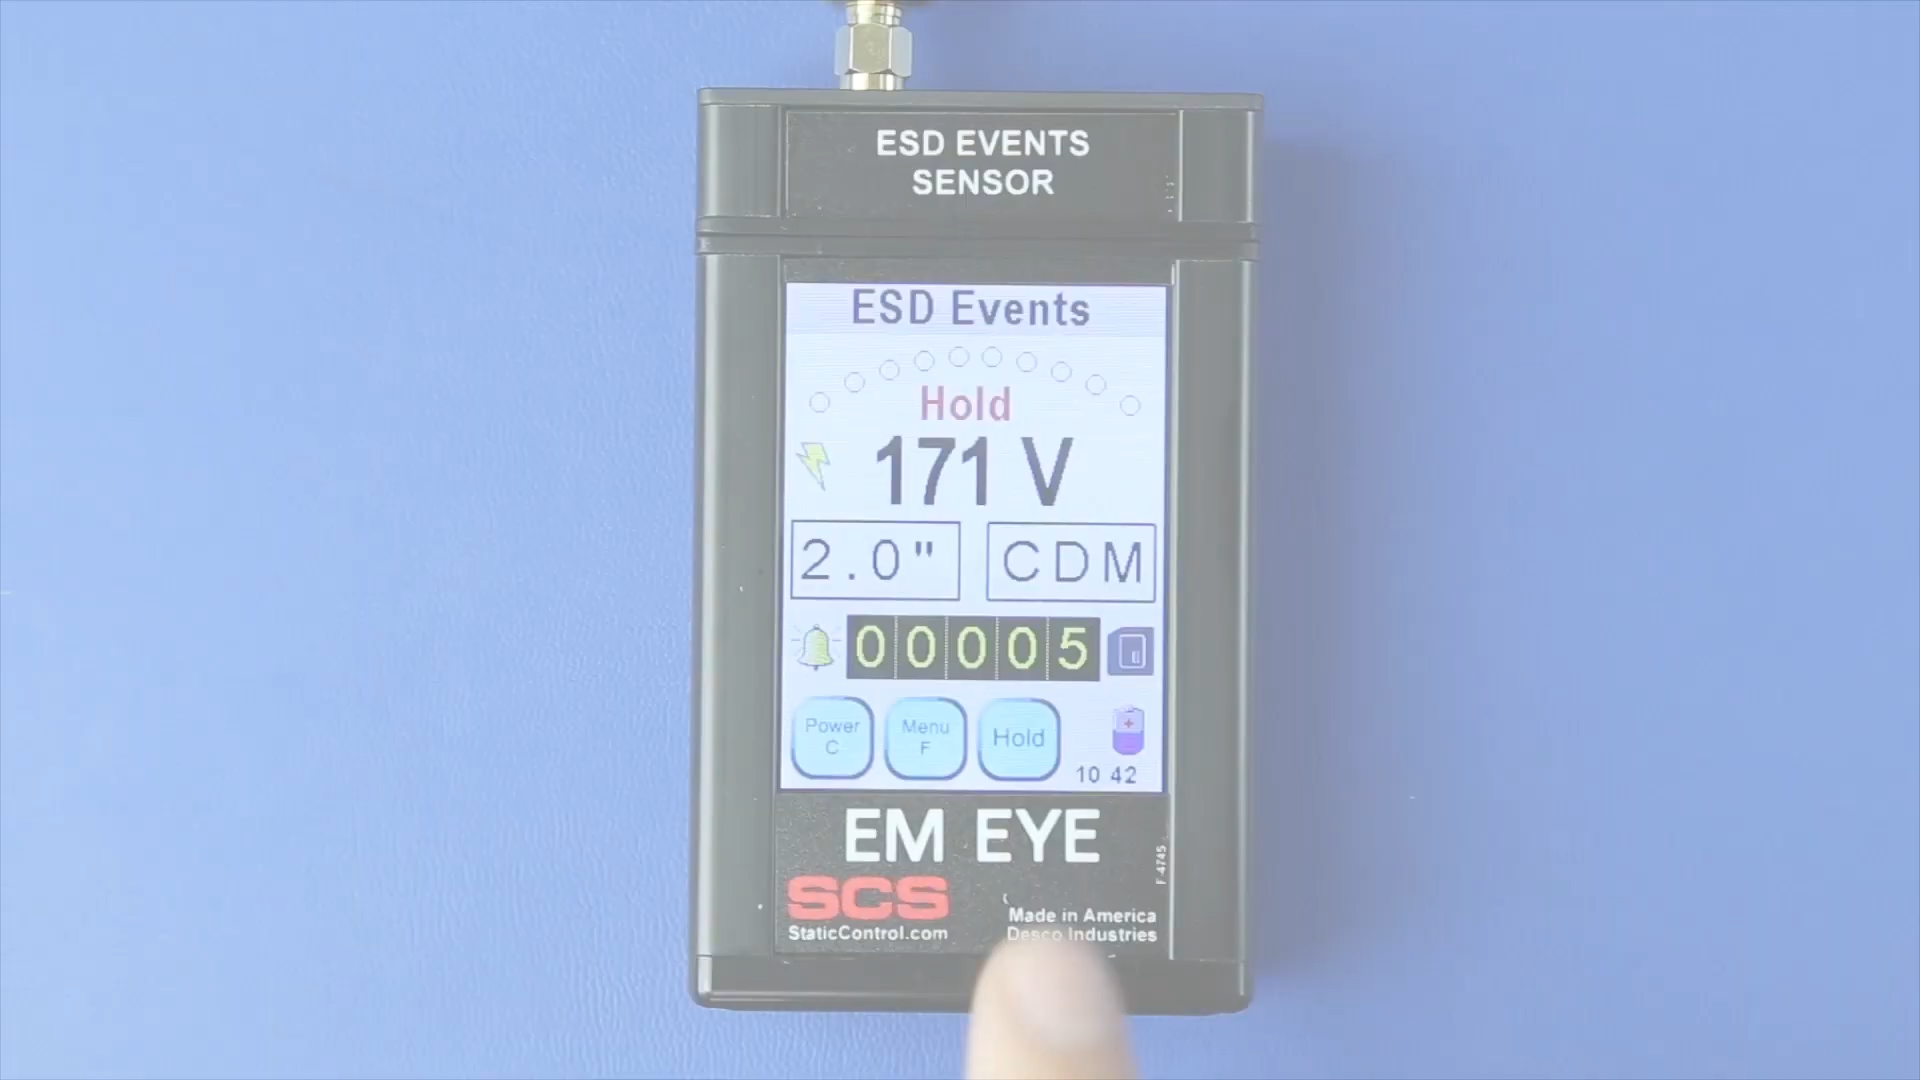 ESD EVENTS
SENSOR
ESD Events
Hold
171 V
2.0"
CDM
00005
Power
C
Menu
F
Hold
10 42
EM EYE
F 4745
SCS
StaticControl.com
Made in America
Desco Industries